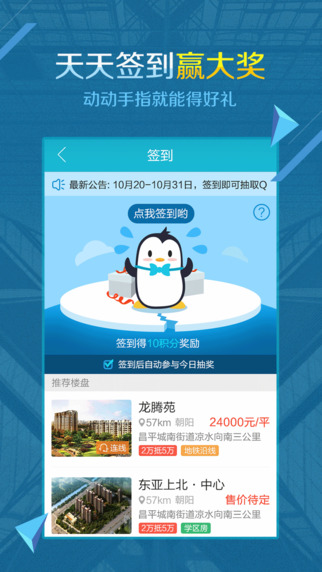 天天签到赢大奖
动动手指就能得好礼
签到
最新公告: 10月20-10月31日，签到即可抽取Q
点我签到哟
?
签到得10积分奖励
签到后自动参与今日抽奖
推荐楼盘
龙腾苑
57km 朝阳 24000元/平
昌平城南街道凉水向南三公里
连线
2万抵5万 地铁沿线
东亚上北·中心
57km 朝阳 售价待定
昌平城南街道凉水向南三公里
2万抵5万 学区房